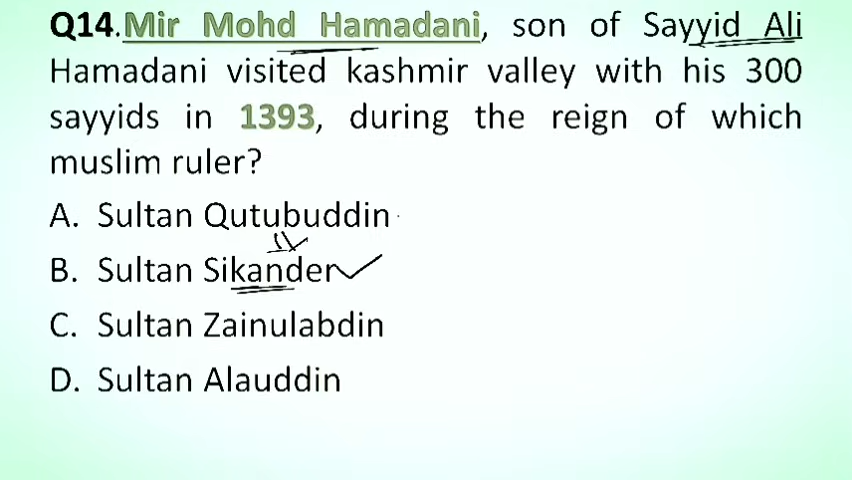 Q14.Mir Mohd Hamadani, son of Sayyid Ali
Hamadani visited kashmir valley with his 300
sayyids in 1393, during the reign of which
muslim ruler?
A. Sultan Qutubuddin
B. Sultan Sikander
C. Sultan Zainulabdin
D. Sultan Alauddin